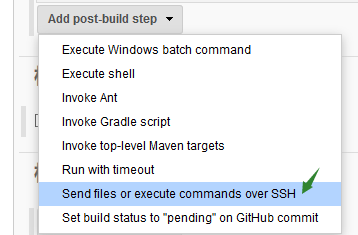 Add post-build step
Execute Windows batch command
Execute shell
Invoke Ant
Invoke Gradle script
Invoke top-level Maven targets
Run with timeout
Send files or execute commands over SSH
Set build status to "pending" on GitHub commit